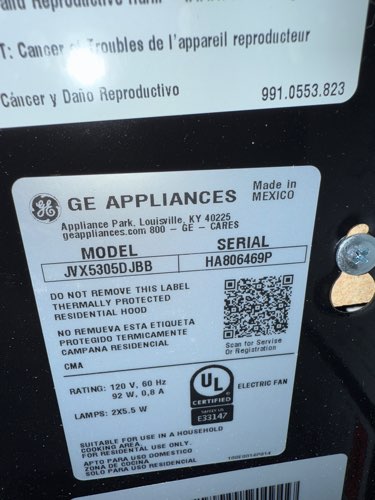 and Reproductive Harm
T: Cancer et Troubles de l'appareil reproducteur
Cáncer y Daño Reproductivo
991.0553.823
GE APPLIANCES
Made in
MEXICO
Appliance Park, Louisville, KY 40225
geappliances.com 800 - GE - CARES
MODEL SERIAL
JVX5305DJBB HA806469P
DO NOT REMOVE THIS LABEL
THERMALLY PROTECTED
RESIDENTIAL HOOD
NO REMUEVA ESTA ETIQUETA
PROTEGIDO TERMICAMENTE
CAMPANA RESIDENCIAL
Scan for Service
Or Registration
CMA
RATING: 120 V, 60 Hz
92 W, 0,8 A
LAMPS: 2X5.5 W
UL
CERTIFIED
E33147
ELECTRIC FAN
SUITABLE FOR USE IN A HOUSEHOLD
COOKING AREA
FOR RESIDENTIAL USE ONLY.
APTO PARA USO DOMESTICO
ZONA DE COCINA
SOLO PARA USO RESIDENCIAL